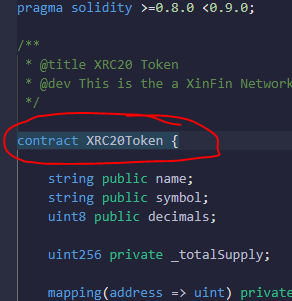 pragma solidity >=0.8.0 <0.9.0;
/**
* @title XRC20 Token
* @dev This is the a XinFin Network
*/
contract XRC20Token {
string public name;
string public symbol;
uint8 public decimals;
uint256 private _totalSupply;
mapping(address => uint) privat